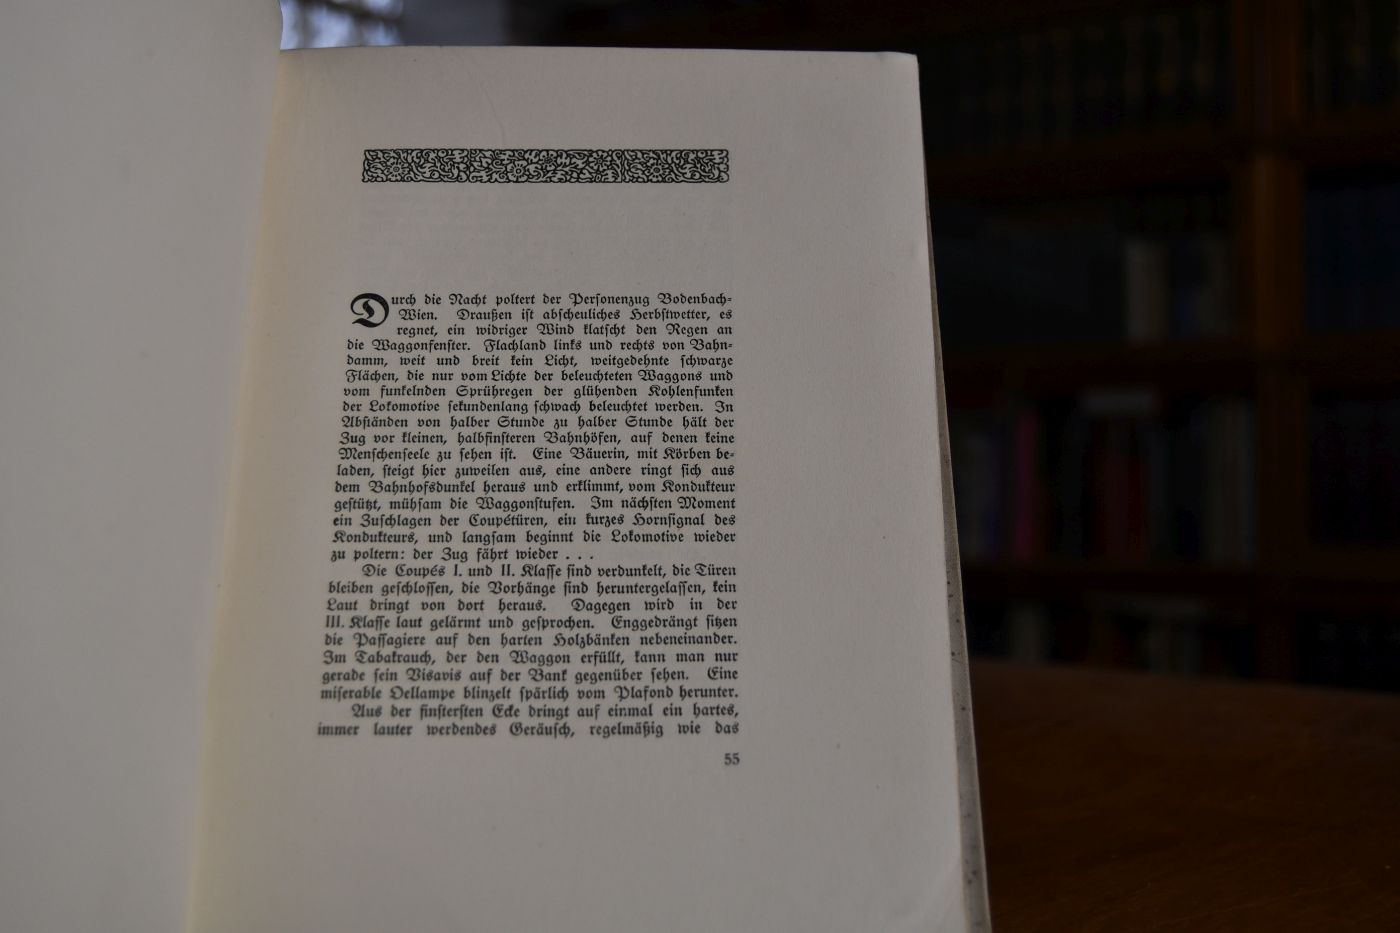 Durch die Nacht poltert der Personenzug Bodenbach-
Wien. Draußen ist abscheuliches Herbstwetter, es
regnet, ein widriger Wind klatscht den Regen an
die Waggonfenster. Flachland links und rechts von Bahn-
damm, weit und breit kein Licht, weitgedehnte schwarze
Flächen, die nur vom Lichte der beleuchteten Waggons und
vom funkelnden Sprühregen der glühenden Kohlenfunken
der Lokomotive sekundenlang schwach beleuchtet werden. In
Abständen von halber Stunde zu halber Stunde hält der
Zug vor kleinen, halbfinsteren Bahnhöfen, auf denen keine
Menschenseele zu sehen ist. Eine Bäuerin, mit Körben be-
laden, steigt hier zuweilen aus, eine andere ringt sich aus
dem Bahnhofsdunkel heraus und erklimmt, vom Kondukteur
gestützt, mühsam die Waggonstufen. Im nächsten Moment
ein Zuschlagen der Coupétüren, ein kurzes Hornsignal des
Kondukteurs, und langsam beginnt die Lokomotive wieder
zu poltern: der Zug fährt wieder . . .
Die Coupés I. und II. Klasse sind verdunkelt, die Türen
bleiben geschlossen, die Vorhänge sind heruntergelassen, kein
Laut dringt von dort heraus. Dagegen wird in der
III. Klasse laut gelärmt und gesprochen. Enggedrängt sitzen
die Passagiere auf den harten Holzbänken nebeneinander.
Im Tabakrauch, der den Waggon erfüllt, kann man nur
gerade sein Visavis auf der Bank gegenüber sehen. Eine
miserable Oellampe blinzelt spärlich vom Plafond herunter.
Aus der finstersten Ecke dringt auf einmal ein hartes,
immer lauter werdendes Geräusch, regelmäßig wie das
55